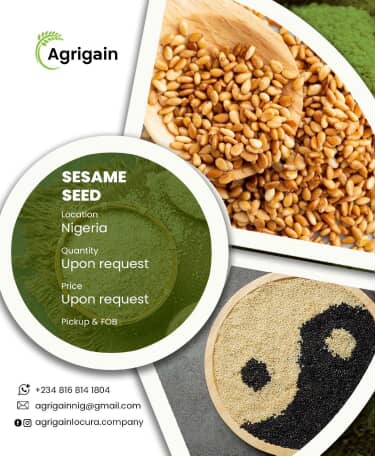 Agrigain
SESAME
SEED
Location
Nigeria
Quantity
Upon request
Price
Upon request
Pickup & FOB
+234 816 814 1804
agrigainnig@gmail.com
agrigainlocura.company